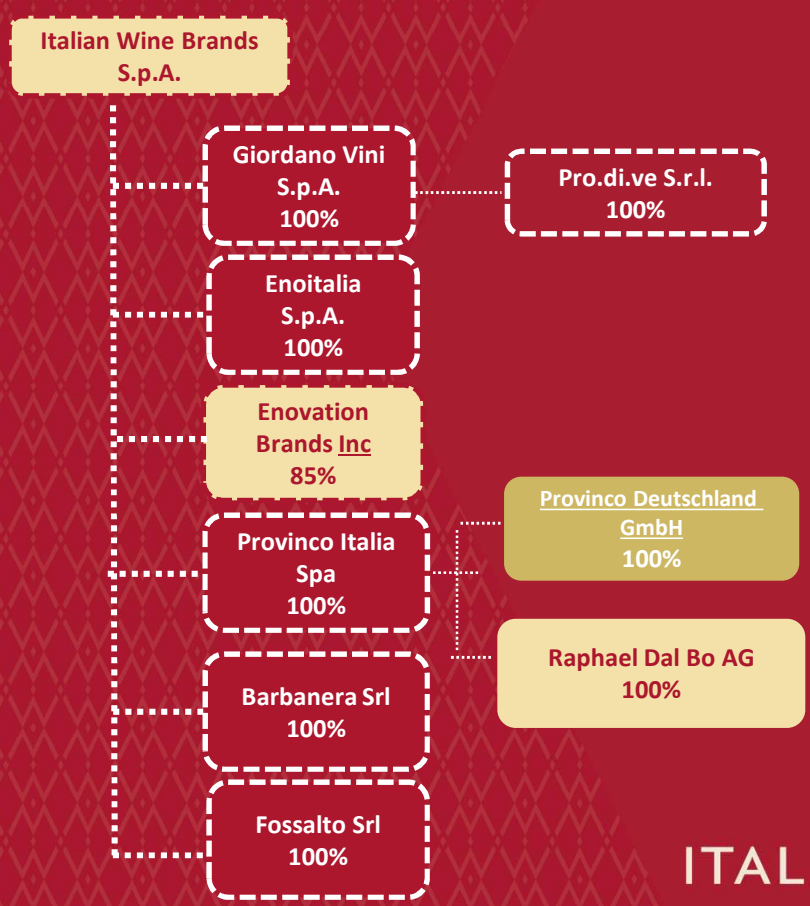 Italian Wine Brands
S.p.A.
Giordano Vini
S.p.A.
100%
Pro.di.ve S.r.l.
100%
Enoitalia
S.p.A.
100%
Enovation
Brands Inc
85%
Provinco Italia
Spa
100%
Provinco Deutschland
GmbH
100%
Raphael Dal Bo AG
100%
Barbanera Srl
100%
Fossalto Srl
100%
ITAL